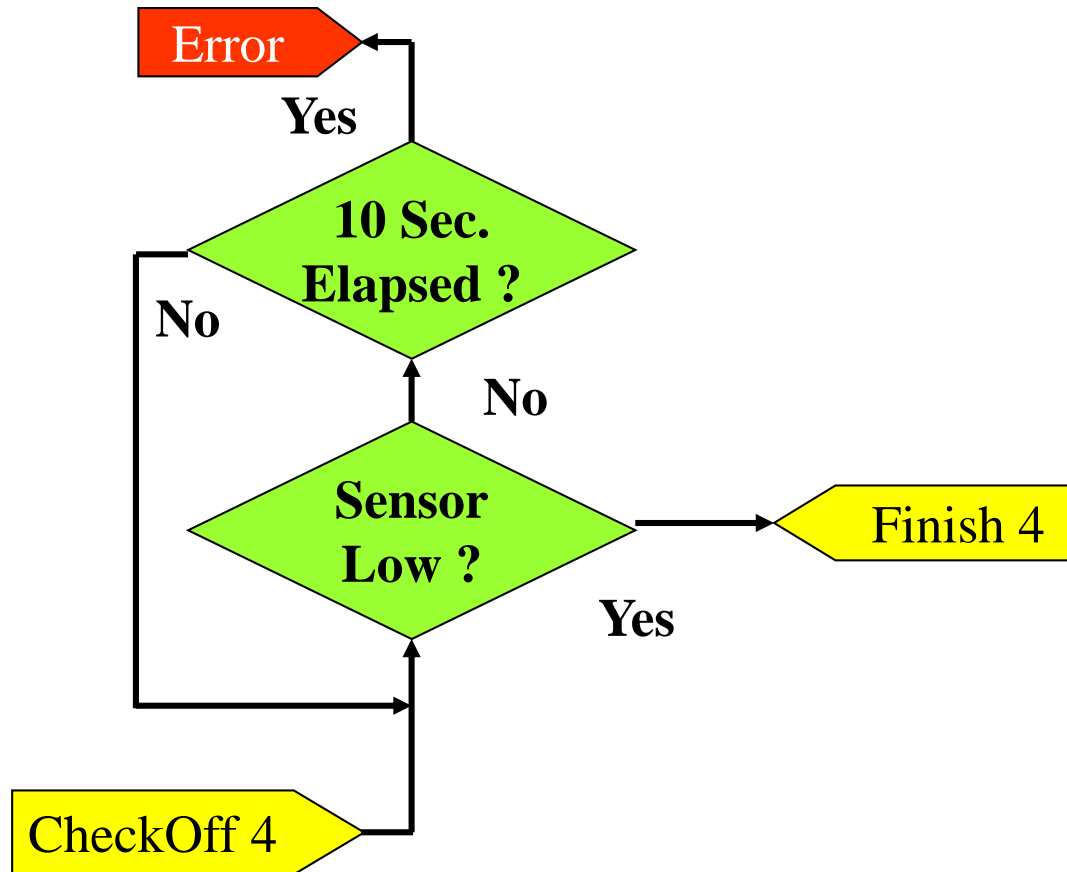 Error
Yes
10 Sec.
Elapsed ?
No
No
Sensor
Low ?
Finish 4
Yes
CheckOff 4